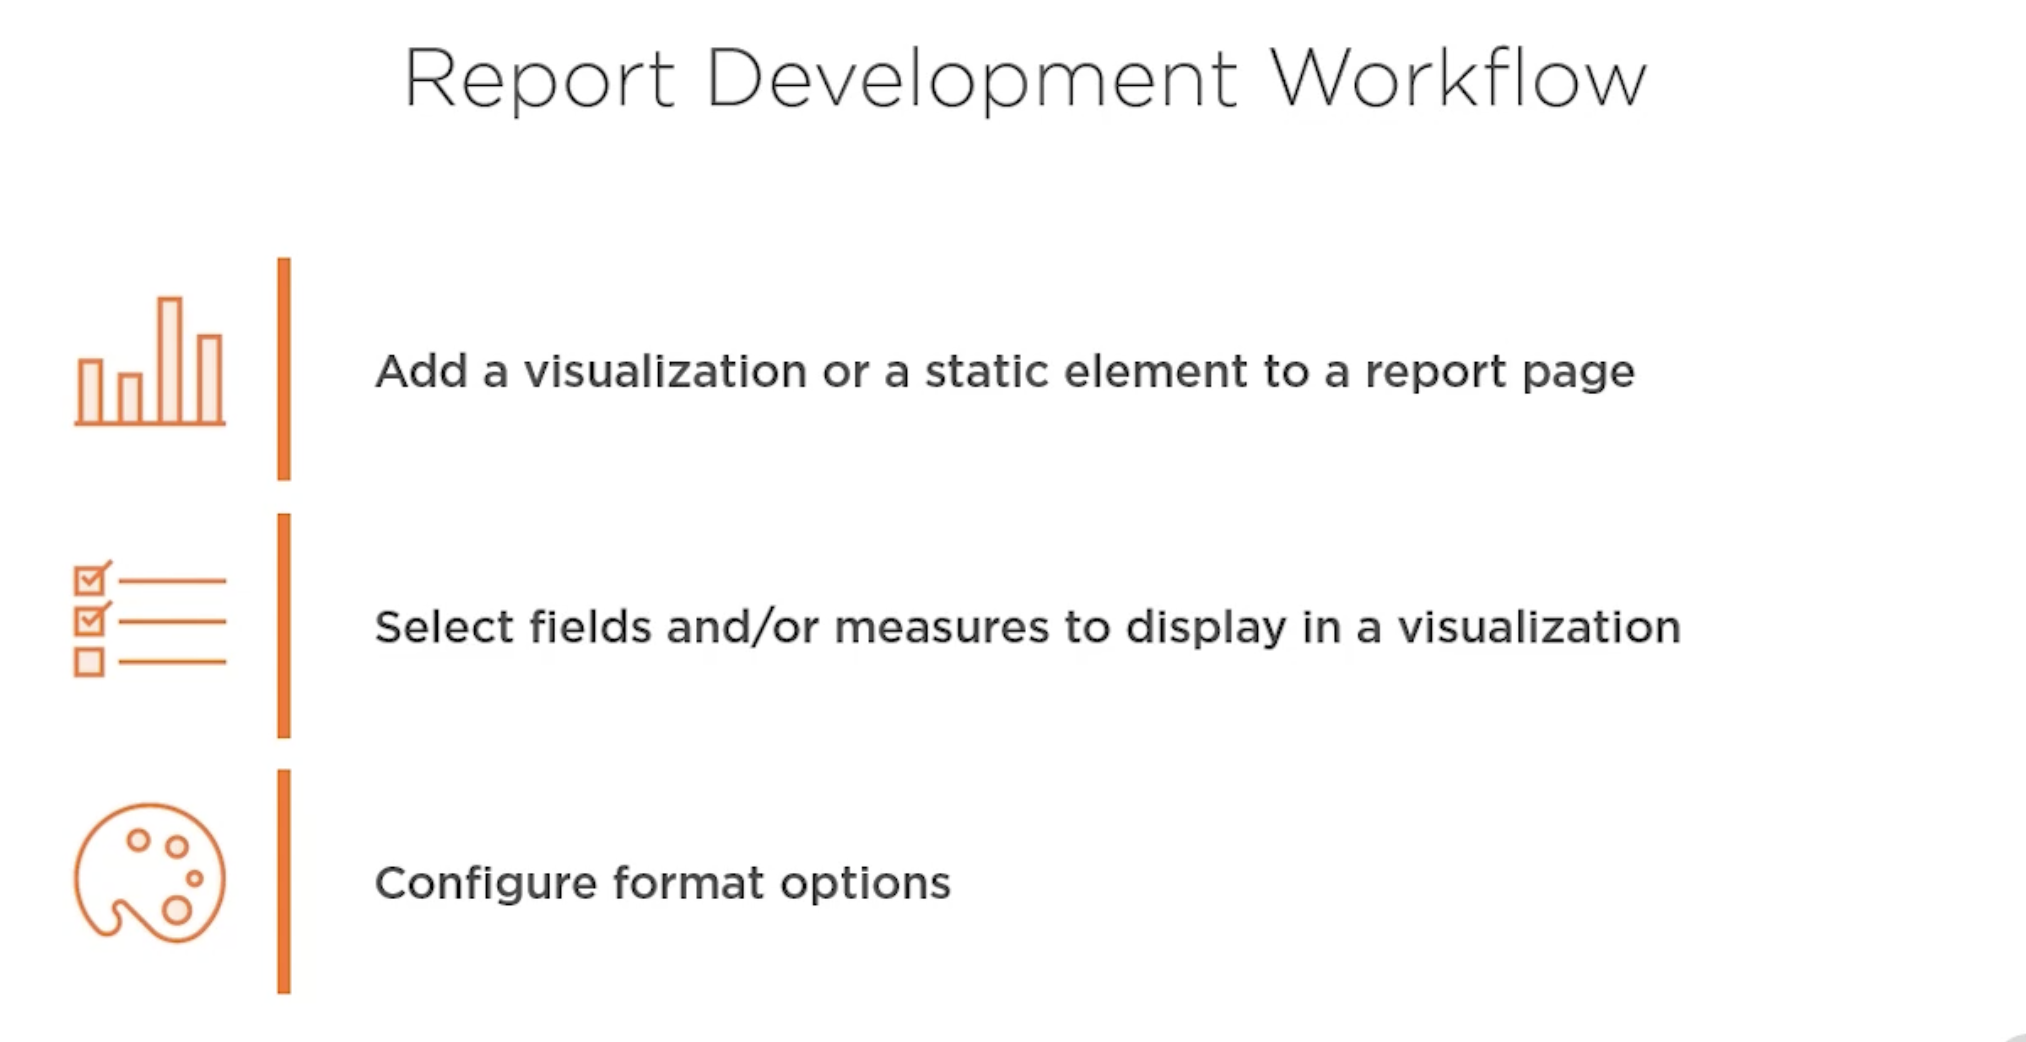 Report Development Workflow
Add a visualization or a static element to a report page
Select fields and/or measures to display in a visualization
Configure format options